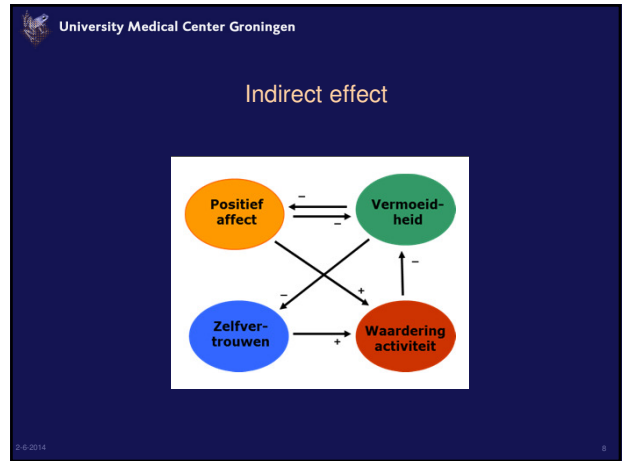 University Medical Center Groningen
Indirect effect
Positief
affect
–
–
Vermoeid-
heid
–
+
–
Zelfver-
trouwen
+
Waardering
activiteit
2-6-2014
8